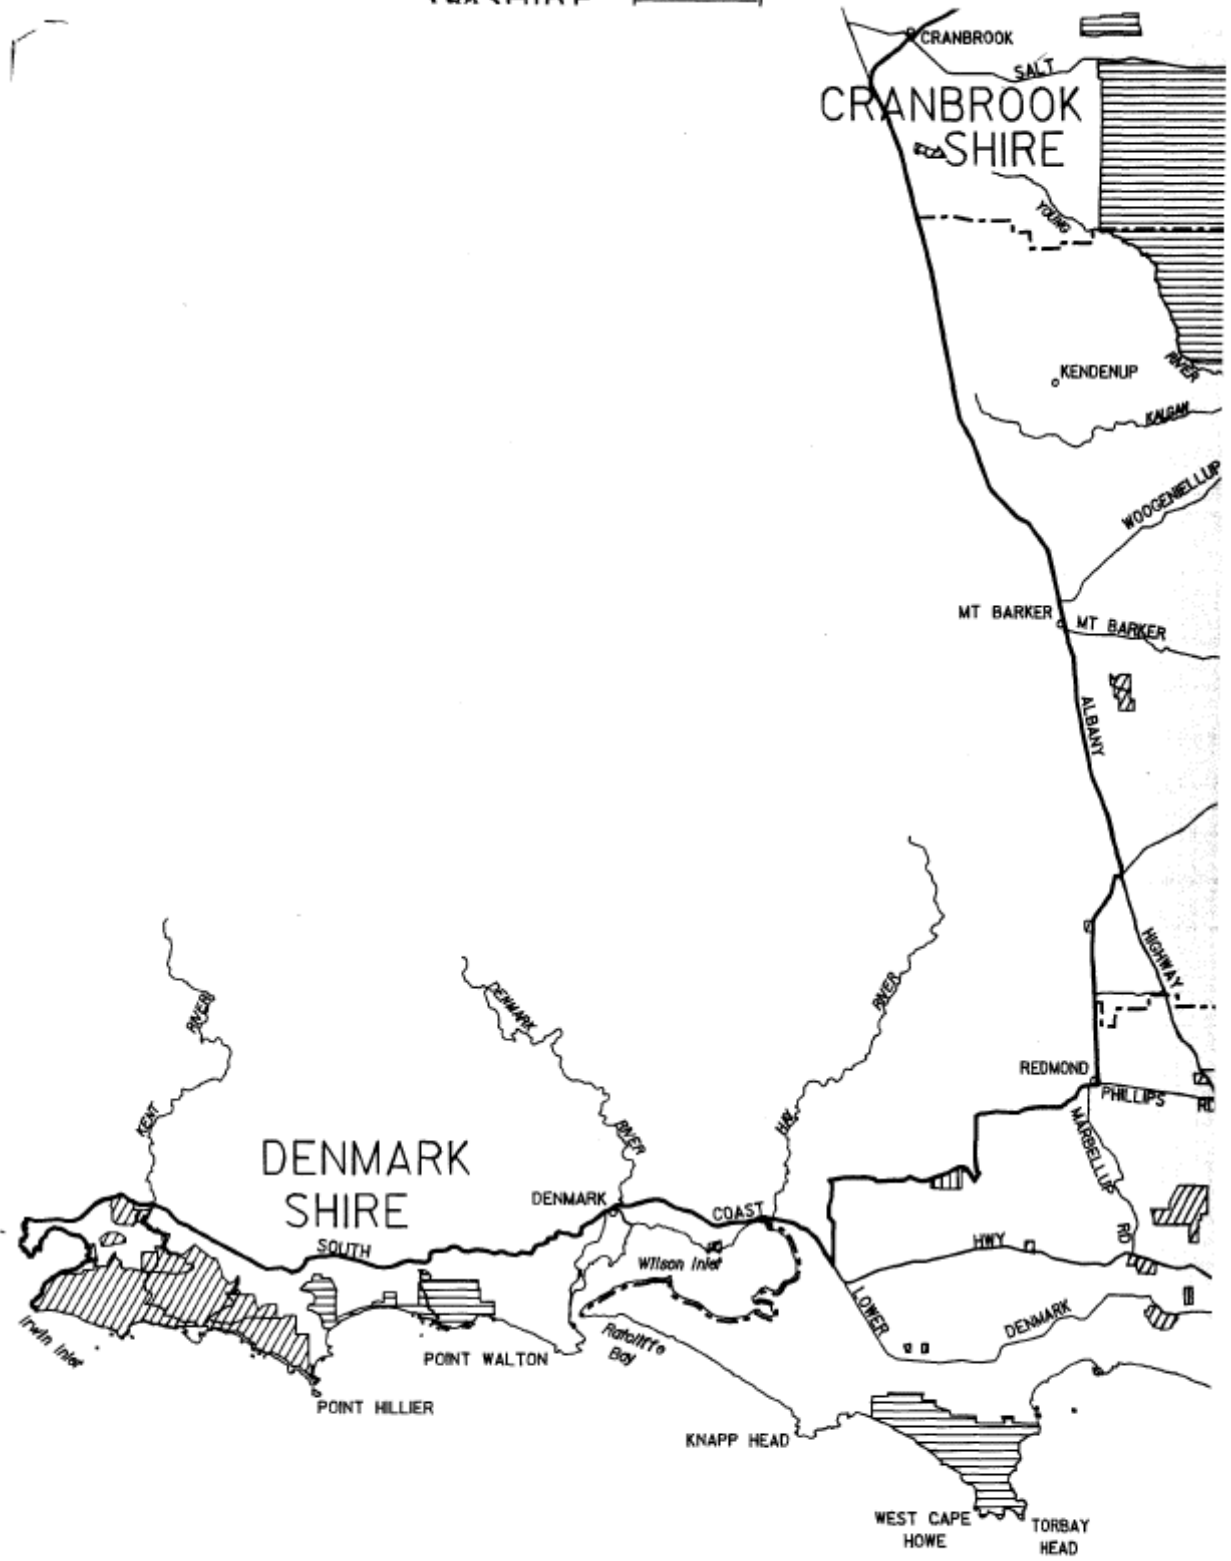 CRANBROOK
SALT
CRANBROOK
SHIRE
YOUNG
RIVER
KENDENUP
KALGAN
WOOGENIELLUP
MT BARKER
MT BARKER
ALBANY
HIGHWAY
RIVER
DENMARK
RIVER
REDMOND
PHILLIPS
RD
KENT
RIVER
HAY
MARBELLUP
DENMARK
SHIRE
DENMARK
COAST
RD
SOUTH
HWY
Wilson Inlet
LOWER
DENMARK
Irwin Inlet
Ratcliffe
Bay
POINT WALTON
POINT HILLIER
KNAPP HEAD
WEST CAPE
HOWE
TORBAY
HEAD